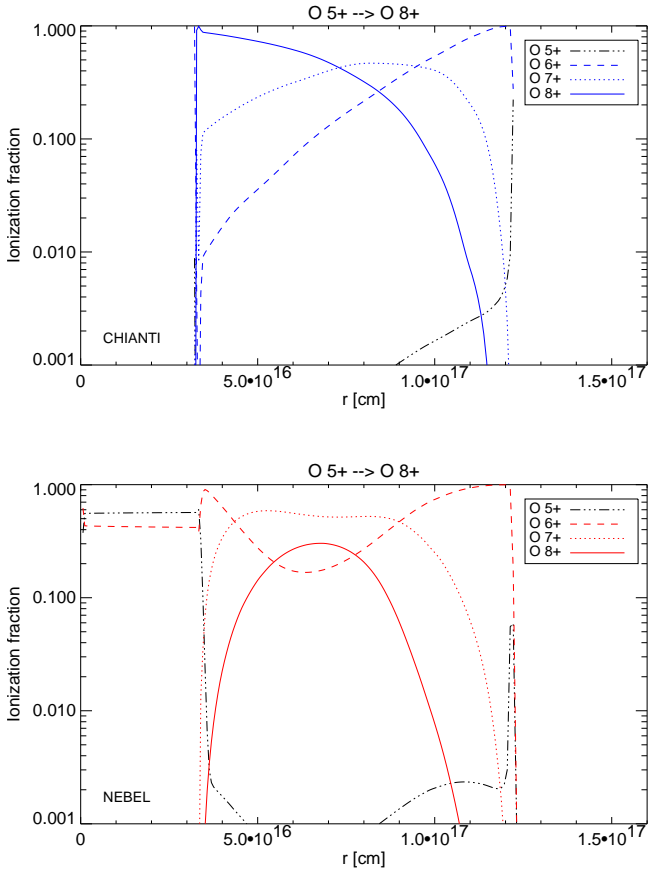 O 5+ --> O 8+
1.000
0.100
0.010
0.001
Ionization fraction
O 5+
O 6+
O 7+
O 8+
CHIANTI
0 5.0•10^16 1.0•10^17 1.5•10^17
r [cm]
O 5+ --> O 8+
1.000
0.100
0.010
0.001
Ionization fraction
O 5+
O 6+
O 7+
O 8+
NEBEL
0 5.0•10^16 1.0•10^17 1.5•10^17
r [cm]